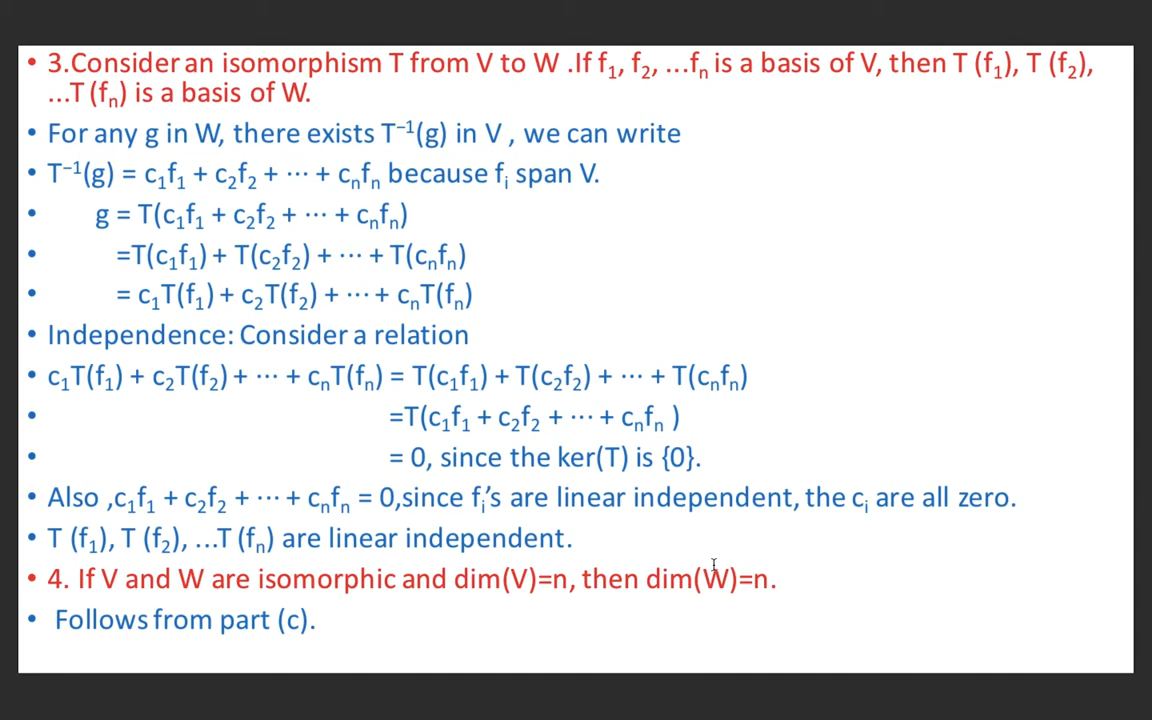 • 3.Consider an isomorphism T from V to W .If f₁, f₂, ...fₙ is a basis of V, then T (f₁), T (f₂),
...T (fₙ) is a basis of W.
• For any g in W, there exists T⁻¹(g) in V , we can write
• T⁻¹(g) = c₁f₁ + c₂f₂ + ··· + cₙfₙ because fᵢ span V.
• g = T(c₁f₁ + c₂f₂ + ··· + cₙfₙ)
• =T(c₁f₁) + T(c₂f₂) + ··· + T(cₙfₙ)
• = c₁T(f₁) + c₂T(f₂) + ··· + cₙT(fₙ)
• Independence: Consider a relation
• c₁T(f₁) + c₂T(f₂) + ··· + cₙT(fₙ) = T(c₁f₁) + T(c₂f₂) + ··· + T(cₙfₙ)
• =T(c₁f₁ + c₂f₂ + ··· + cₙfₙ )
• = 0, since the ker(T) is {0}.
• Also ,c₁f₁ + c₂f₂ + ··· + cₙfₙ = 0,since fᵢ’s are linear independent, the cᵢ are all zero.
• T (f₁), T (f₂), ...T (fₙ) are linear independent.
• 4. If V and W are isomorphic and dim(V)=n, then dim(W)=n.
• Follows from part (c).